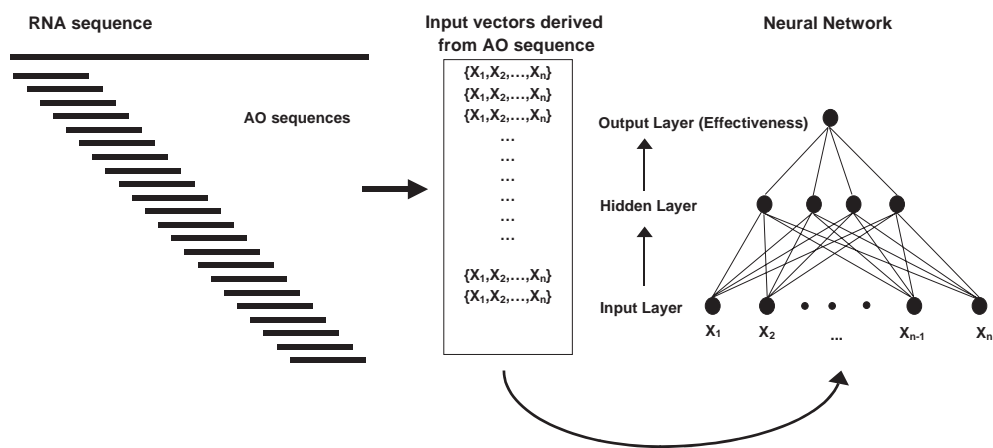 RNA sequence
AO sequences
Input vectors derived
from AO sequence
{X1,X2,...,Xn}
{X1,X2,...,Xn}
{X1,X2,...,Xn}
...
...
...
...
...
...
{X1,X2,...,Xn}
{X1,X2,...,Xn}
Neural Network
Output Layer (Effectiveness)
Hidden Layer
Input Layer
X1 X2 ... Xn-1 Xn